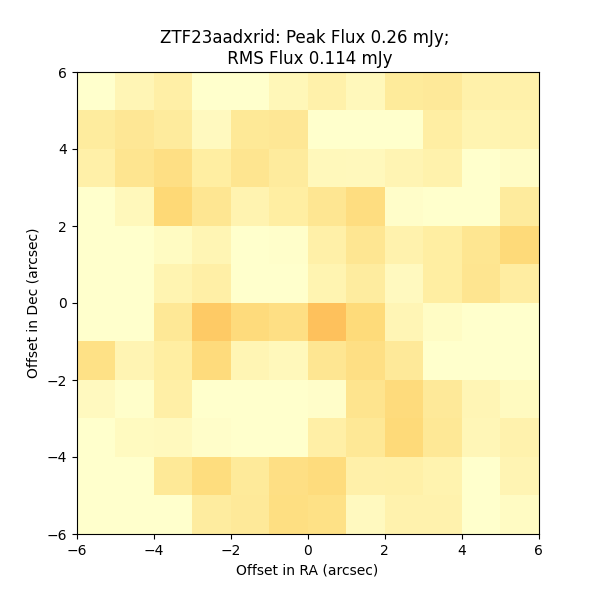 ZTF23aadxrid: Peak Flux 0.26 mJy;
RMS Flux 0.114 mJy
6
4
2
0
−2
−4
−6
Offset in Dec (arcsec)
−6 −4 −2 0 2 4 6
Offset in RA (arcsec)